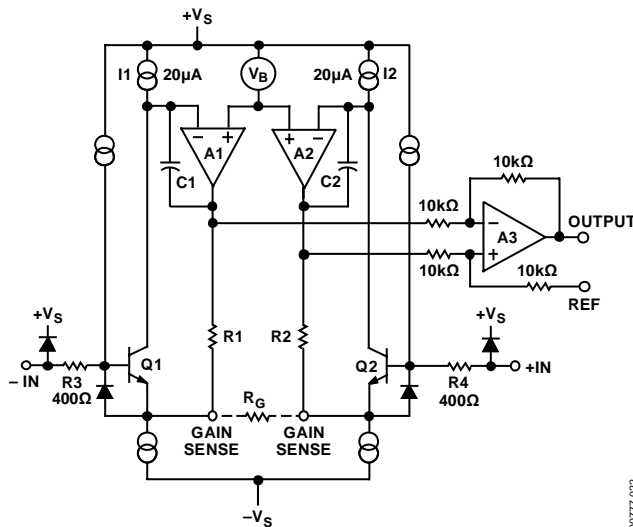 +VS
I1
20µA
VB
20µA
I2
−
+
A1
+
−
A2
C1
C2
10kΩ
10kΩ
−
A3
+
OUTPUT
10kΩ
10kΩ
REF
+VS
+VS
R1
R2
− IN
R3
400Ω
Q1
Q2
R4
400Ω
+IN
RG
GAIN
SENSE
GAIN
SENSE
−VS